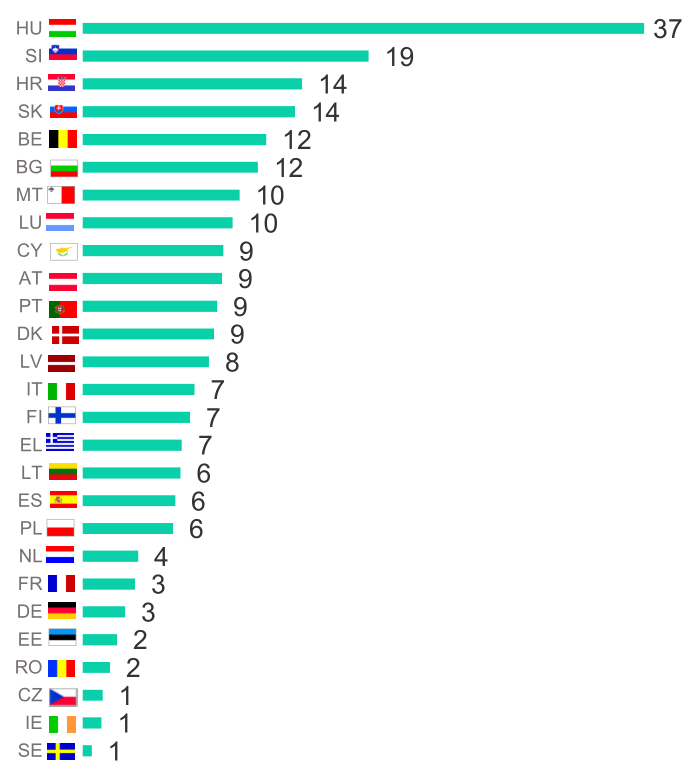 HU 37
SI 19
HR 14
SK 14
BE 12
BG 12
MT 10
LU 10
CY 9
AT 9
PT 9
DK 9
LV 8
IT 7
FI 7
EL 7
LT 6
ES 6
PL 6
NL 4
FR 3
DE 3
EE 2
RO 2
CZ 1
IE 1
SE 1